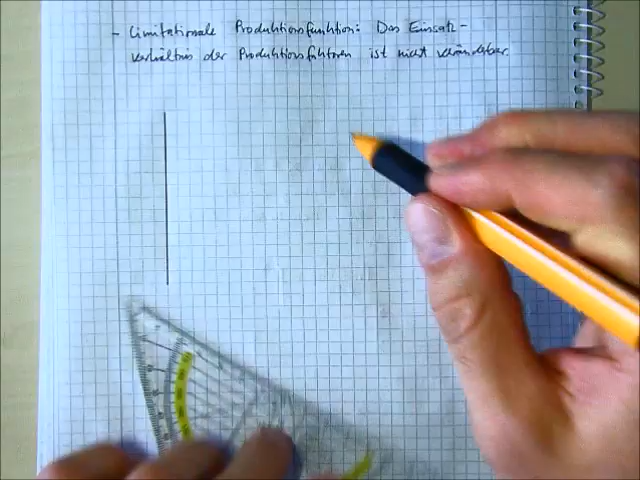 - Limitationale Produktionsfunktion: Das Einsatz-
verhältnis der Produktionsfaktoren ist nicht veränderbar.